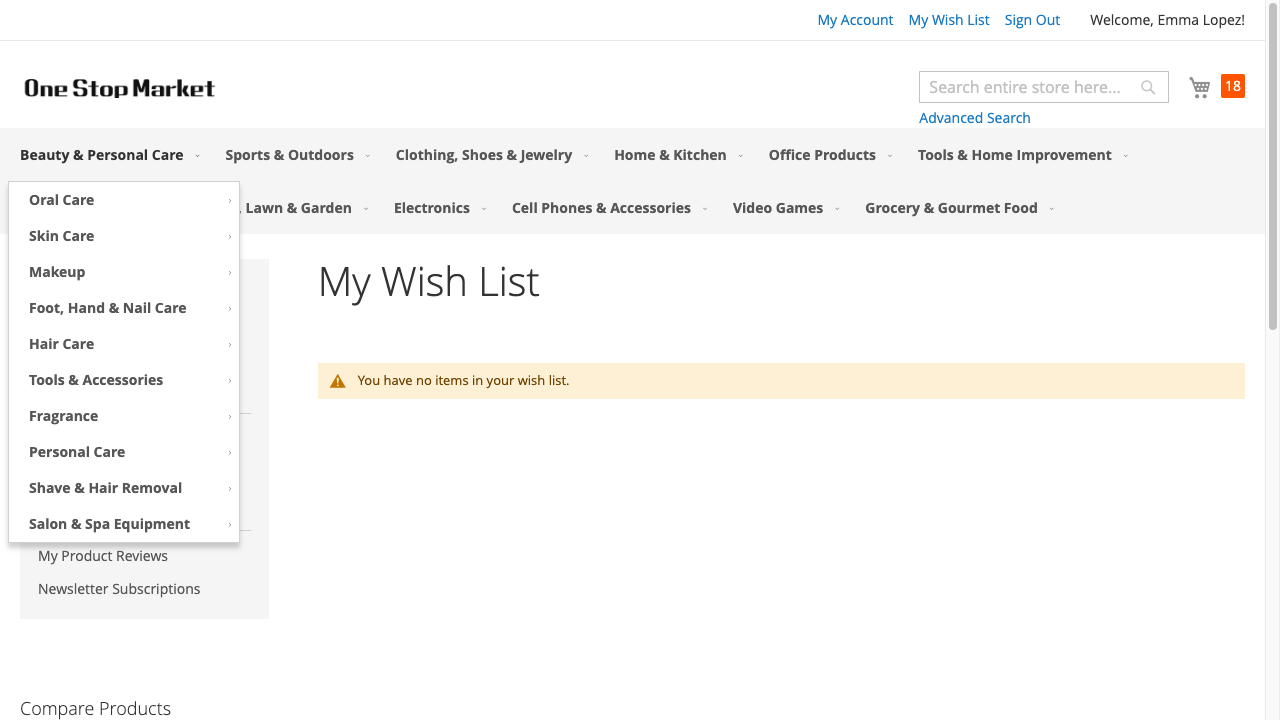 My Account My Wish List Sign Out Welcome, Emma Lopez!
One Stop Market
Search entire store here...
18
Advanced Search
Beauty & Personal Care Sports & Outdoors Clothing, Shoes & Jewelry Home & Kitchen Office Products Tools & Home Improvement
, Lawn & Garden Electronics Cell Phones & Accessories Video Games Grocery & Gourmet Food
Oral Care
Skin Care
Makeup
Foot, Hand & Nail Care
Hair Care
Tools & Accessories
Fragrance
Personal Care
Shave & Hair Removal
Salon & Spa Equipment
My Wish List
You have no items in your wish list.
My Product Reviews
Newsletter Subscriptions
Compare Products